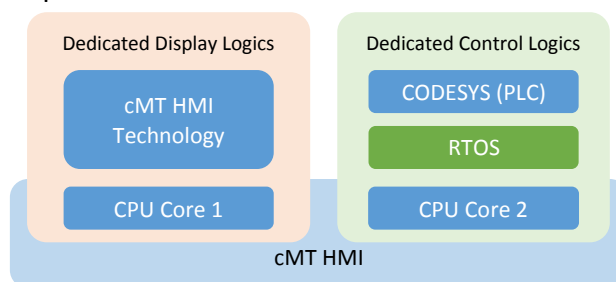 Dedicated Display Logics
cMT HMI
Technology
CPU Core 1
Dedicated Control Logics
CODESYS (PLC)
RTOS
CPU Core 2
cMT HMI